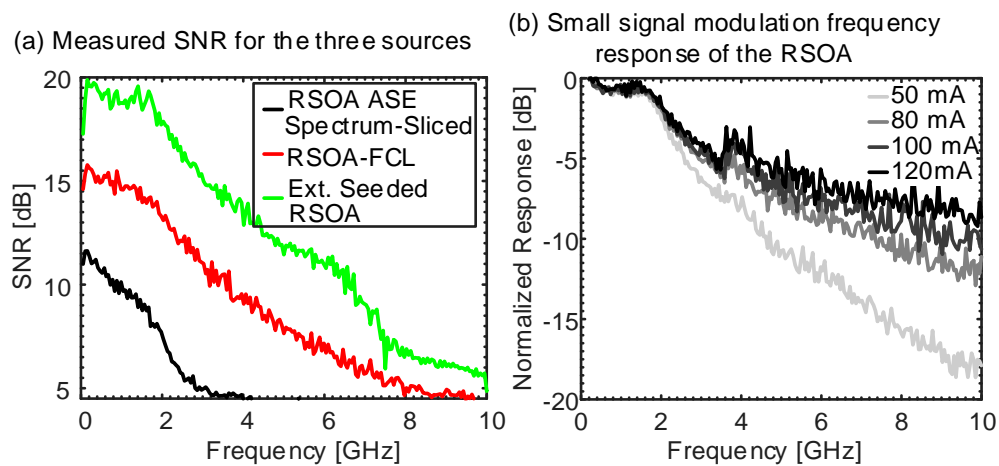 (a) Measured SNR for the three sources
20
15
10
5
SNR [dB]
RSOA ASE
Spectrum-Sliced
RSOA-FCL
Ext. Seeded
RSOA
0
2
4
6
8
10
Frequency [GHz]
(b) Small signal modulation frequency
response of the RSOA
0
-5
-10
-15
-20
Normalized Response [dB]
50 mA
80 mA
100 mA
120mA
0
2
4
6
8
10
Frequency [GHz]